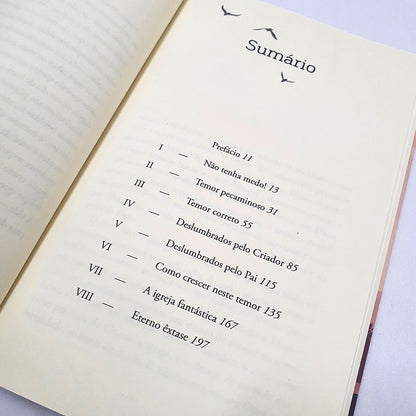 Sumário
Prefácio 11
I — Não tenha medo! 13
II — Temor pecaminoso 31
III — Temor correto 55
IV — Deslumbrados pelo Criador 85
V — Deslumbrados pelo Pai 115
VI — Como crescer neste temor 135
VII — A igreja fantástica 167
VIII — Eterno êxtase 197